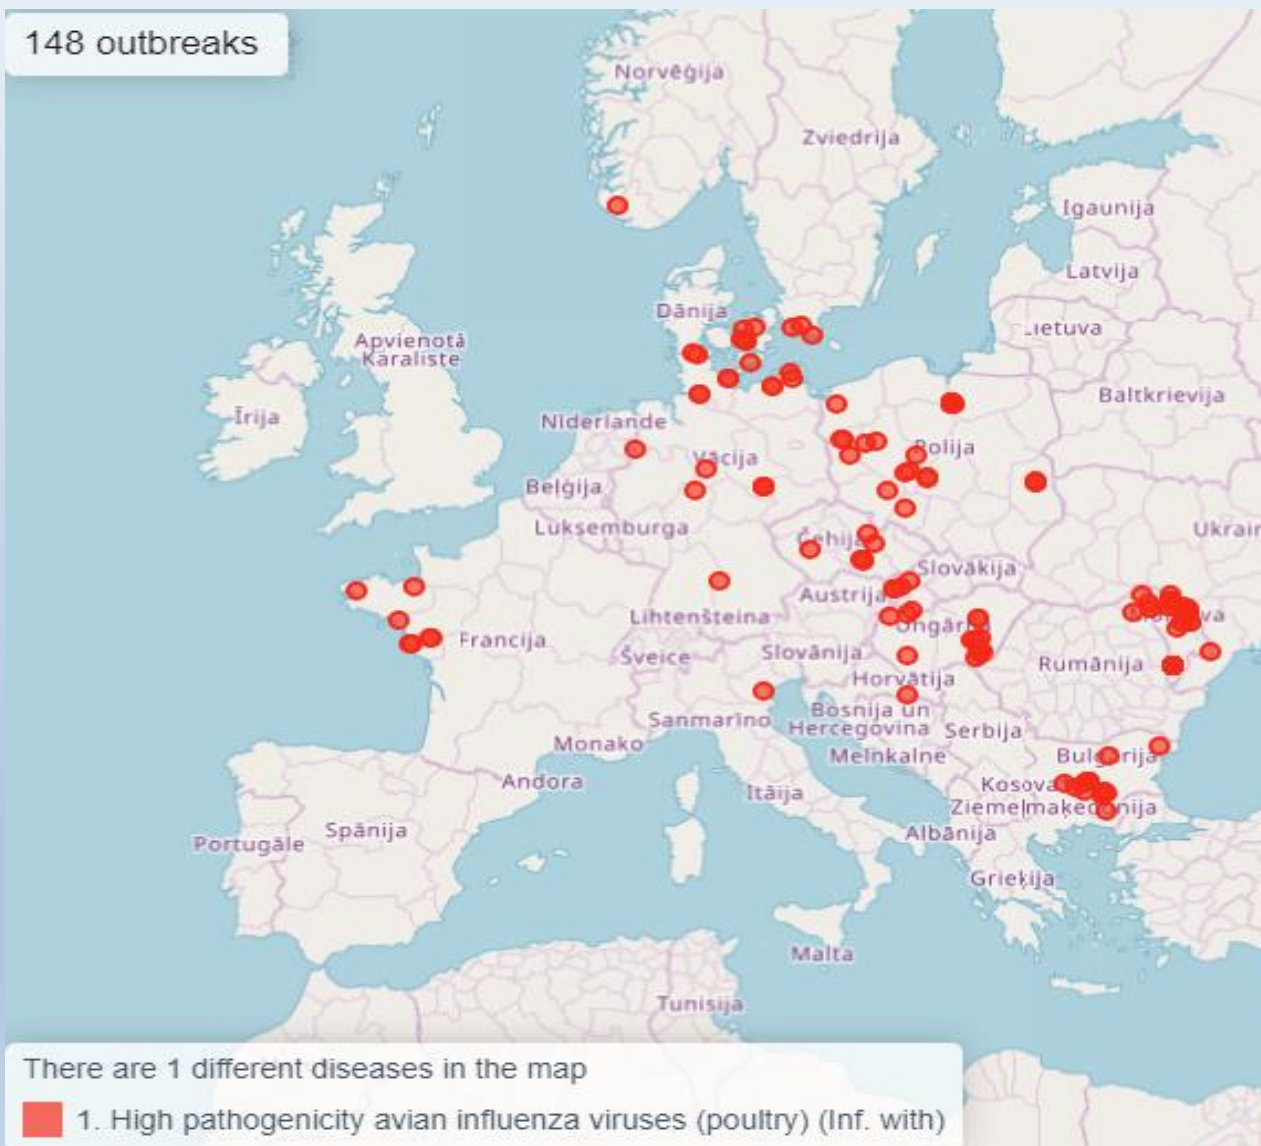 148 outbreaks
Norvēģija
Zviedrija
Igaunija
Latvija
Dānija
Lietuva
Apvienotā
Karaliste
Baltkrievija
Īrija
Nīderlande
Polija
Vācija
Beļģija
Luksemburga
Ukrair
Čehija
Slovākija
Austrija
Lihtenšteina
Ungārija
Francija
Šveice
Slovānija
Rumānija
Horvātija
Sanmarīno
Bosnija un
Hercegovina
Serbija
Monako
Melnkalne
Bulgārija
Andora
Itāija
Kosova
Ziemeļmaķedonija
Spānija
Portugāle
Albānija
Grieķija
Malta
Tunisija
There are 1 different diseases in the map
1. High pathogenicity avian influenza viruses (poultry) (Inf. with)